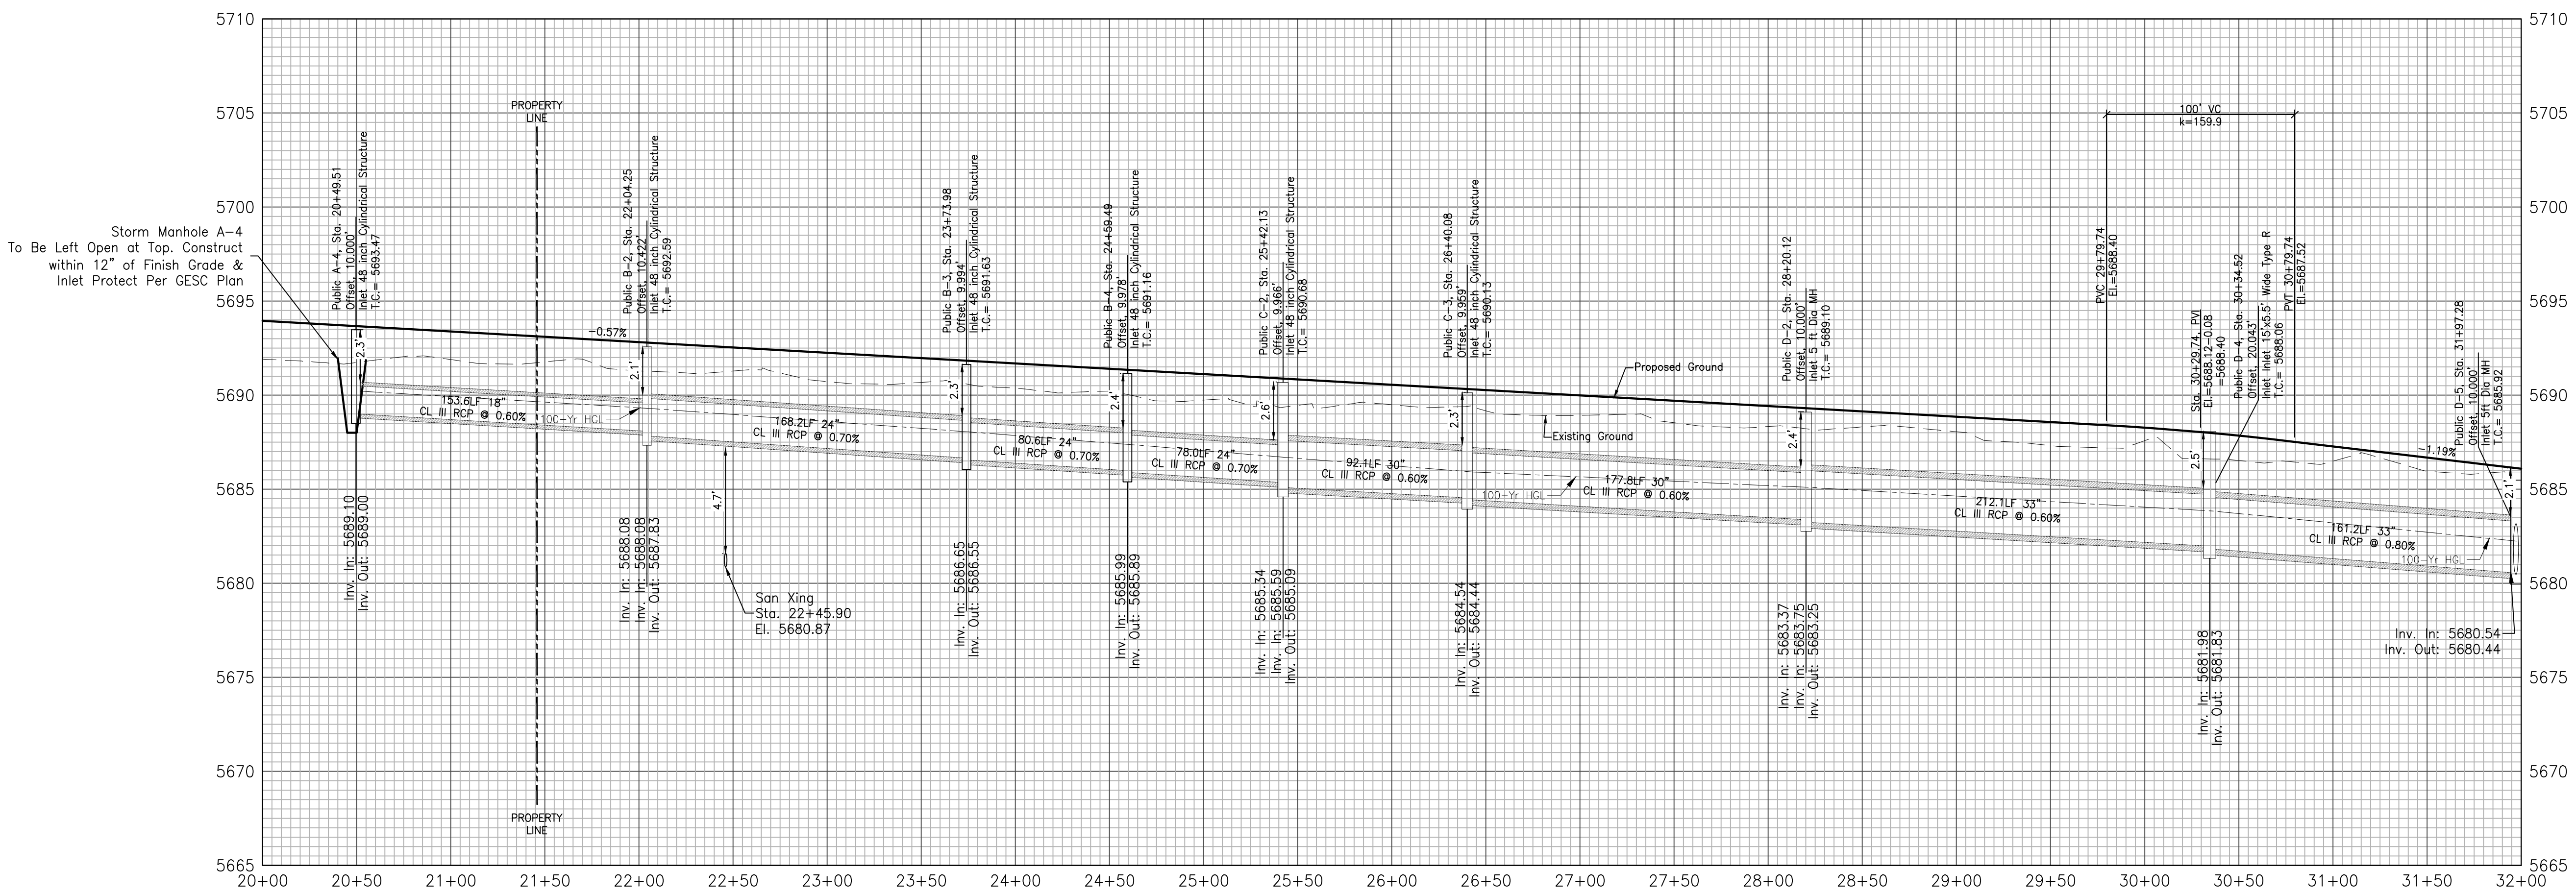 5710
5705
5700
5695
5690
5685
5680
5675
5670
5665
Storm Manhole A-4
To Be Left Open at Top. Construct
within 12" of Finish Grade &
Inlet Protect Per GESC Plan
Public A-4, Sta. 20+49.51
Offset, 10.000'
Inlet 48 inch Cylindrical Structure
T.C.= 5693.47
2.3'
153.6LF 18"
CL III RCP @ 0.60%
Inv. In: 5689.10
Inv. Out: 5689.00
PROPERTY
LINE
PROPERTY
LINE
100-Yr HGL
-0.57%
Public B-2, Sta. 22+04.25
Offset, 10.422'
Inlet 48 inch Cylindrical Structure
T.C.= 5692.59
2.1'
Inv. In: 5688.08
Inv. In: 5688.08
Inv. Out: 5687.83
168.2LF 24"
CL III RCP @ 0.70%
4.7'
San Xing
Sta. 22+45.90
El. 5680.87
Public B-3, Sta. 23+73.98
Offset, 9.994'
Inlet 48 inch Cylindrical Structure
T.C.= 5691.63
2.3'
Inv. In: 5686.65
Inv. Out: 5686.55
80.6LF 24"
CL III RCP @ 0.70%
Public B-4, Sta. 24+59.49
Offset, 9.978'
Inlet 48 inch Cylindrical Structure
T.C.= 5691.16
2.4'
Inv. In: 5685.99
Inv. Out: 5685.89
78.0LF 24"
CL III RCP @ 0.70%
Public C-2, Sta. 25+42.13
Offset, 9.966'
Inlet 48 inch Cylindrical Structure
T.C.= 5690.68
2.6'
Inv. In: 5685.34
Inv. In: 5685.59
Inv. Out: 5685.09
92.1LF 30"
CL III RCP @ 0.60%
Public C-3, Sta. 26+40.08
Offset, 9.959'
Inlet 48 inch Cylindrical Structure
T.C.= 5690.13
2.3'
Inv. In: 5684.54
Inv. Out: 5684.44
100-Yr HGL
Existing Ground
Proposed Ground
177.8LF 30"
CL III RCP @ 0.60%
Public D-2, Sta. 28+20.12
Offset, 10.000'
Inlet 5 ft Dia MH
T.C.= 5689.10
2.4'
Inv. In: 5683.37
Inv. In: 5683.75
Inv. Out: 5683.25
212.1LF 33"
CL III RCP @ 0.60%
100' VC
k=159.9
PVC 29+79.74
El.=5688.40
Sta. 30+29.74, PVI
El.=5688.12-0.08
=5688.40
Public D-4, Sta. 30+34.52
Offset, 20.043'
Inlet Inlet 15'x5.5' Wide Type R
T.C.= 5688.06
PVT 30+79.74
El.=5687.52
2.5'
Inv. In: 5681.98
Inv. Out: 5681.83
161.2LF 33"
CL III RCP @ 0.80%
100-Yr HGL
-1.19%
Public D-6, Sta. 31+97.28
Offset, 10.000'
Inlet 5ft Dia MH
T.C.= 5685.92
2.1'
Inv. In: 5680.54
Inv. Out: 5680.44
5710
5705
5700
5695
5690
5685
5680
5675
5670
5665
20+00
20+50
21+00
21+50
22+00
22+50
23+00
23+50
24+00
24+50
25+00
25+50
26+00
26+50
27+00
27+50
28+00
28+50
29+00
29+50
30+00
30+50
31+00
31+50
32+00